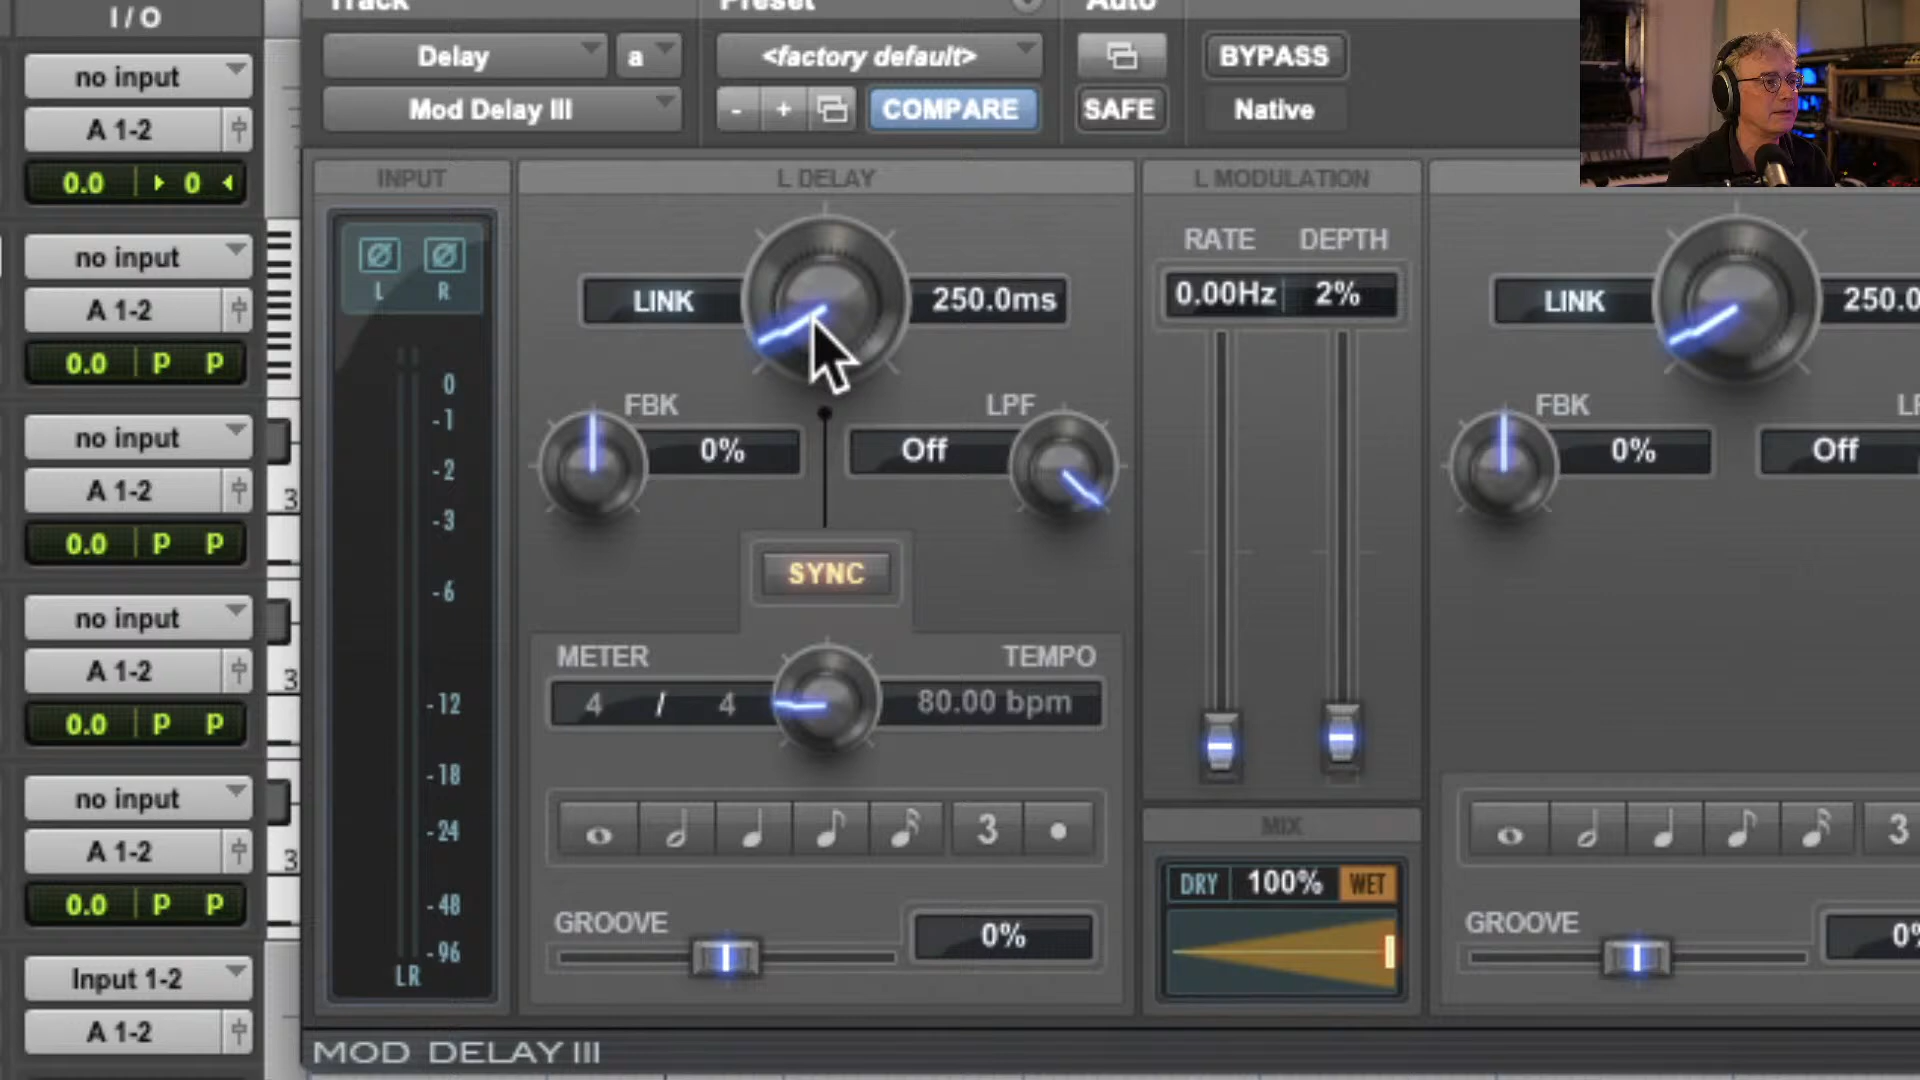 I / O
Track
Preset
Auto
no input
Delay
a
<factory default>
BYPASS
A 1-2
Mod Delay III
-
+
COMPARE
SAFE
Native
0.0
0
INPUT
L DELAY
L MODULATION
no input
L
R
LINK
250.0ms
RATE
DEPTH
0.00Hz
2%
LINK
250.0
A 1-2
0.0
P
P
0
-1
-2
-3
-6
-12
-18
-24
-48
-96
LR
FBK
0%
LPF
Off
FBK
0%
Off
no input
A 1-2
3
0.0
P
P
SYNC
no input
A 1-2
3
0.0
P
P
METER
TEMPO
4 / 4
80.00 bpm
no input
A 1-2
3
0.0
P
P
3
3
MIX
DRY
100%
WET
GROOVE
0%
GROOVE
Input 1-2
A 1-2
MOD DELAY III